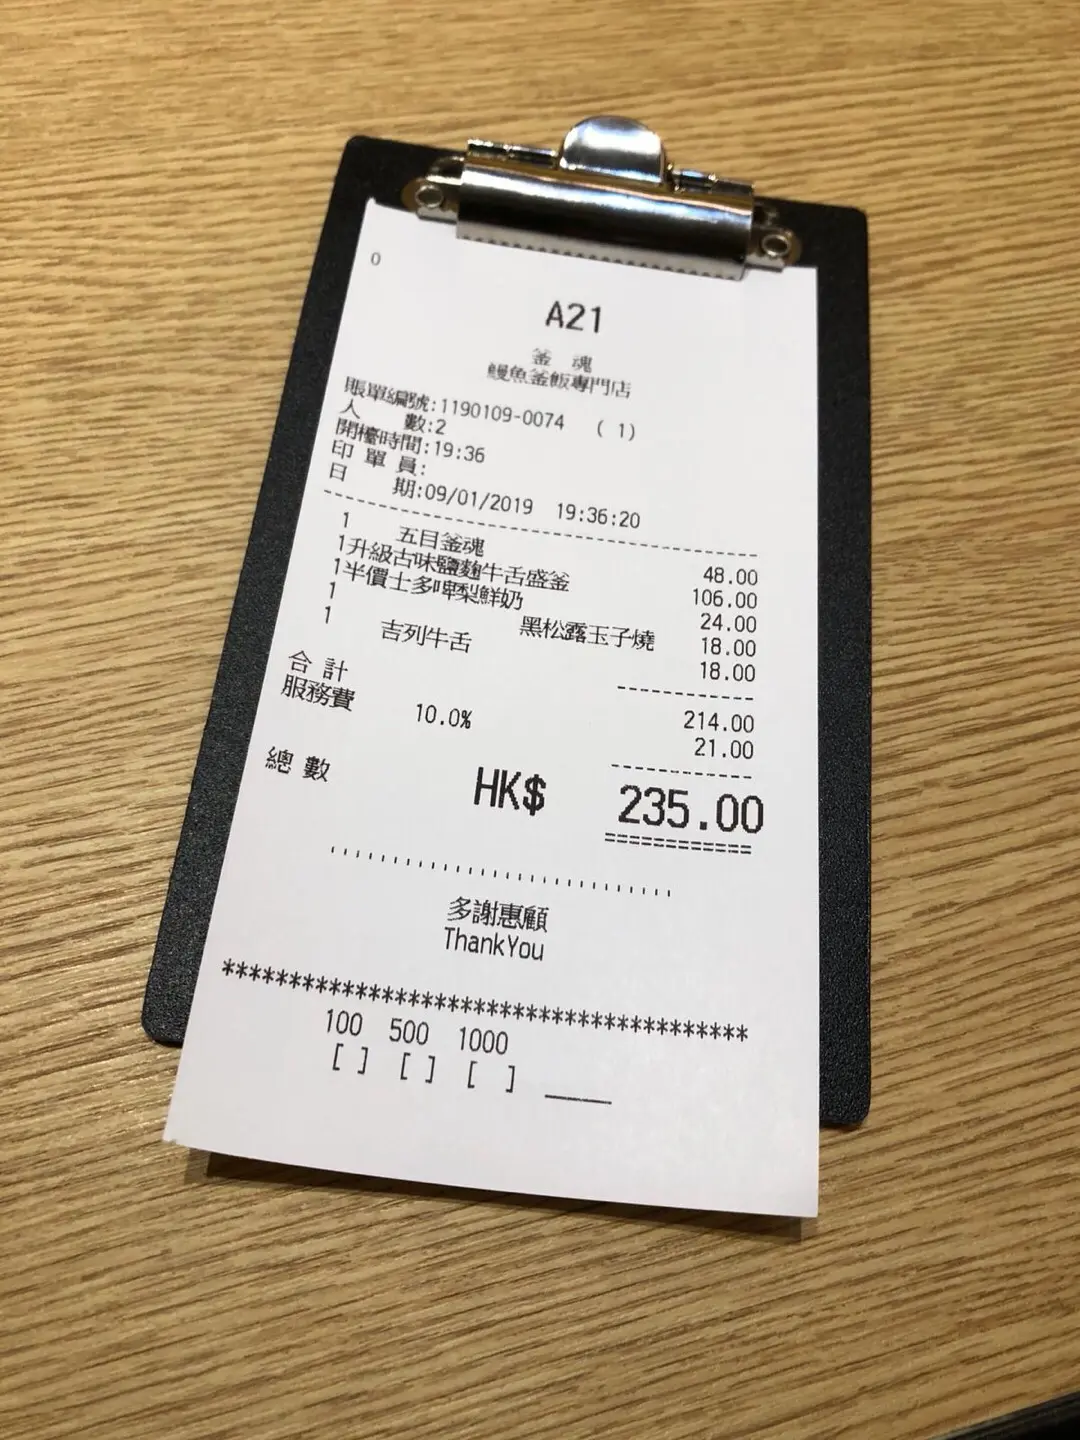 0
A21
釜 魂
鰻魚釜飯專門店
賬單編號:1190109-0074 ( 1)
人 數:2
開檯時間:19:36
印 單 員:
日 期:09/01/2019 19:36:20
1 五目釜魂 48.00
1升級古味鹽麴牛舌盛釜 106.00
1半價士多啤梨鮮奶 24.00
1 黑松露玉子燒 18.00
1 吉列牛舌 18.00
合 計 214.00
服務費 10.0% 21.00
總 數 HK$ 235.00
多謝惠顧
ThankYou
****************************************
100 500 1000
[ ] [ ] [ ] ____